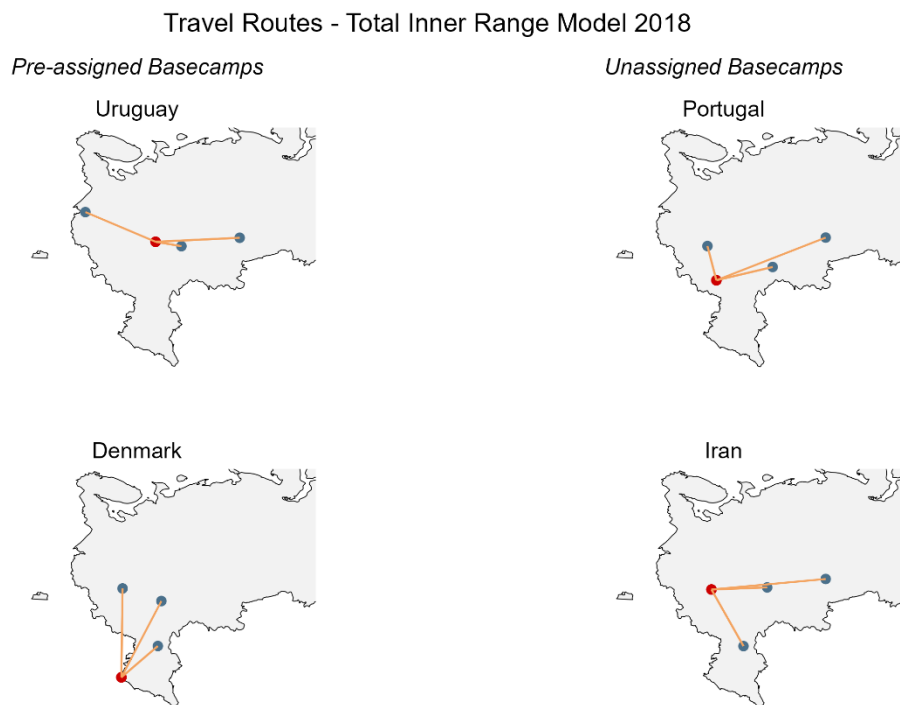 Travel Routes - Total Inner Range Model 2018
Pre-assigned Basecamps
Unassigned Basecamps
Uruguay
Portugal
Denmark
Iran